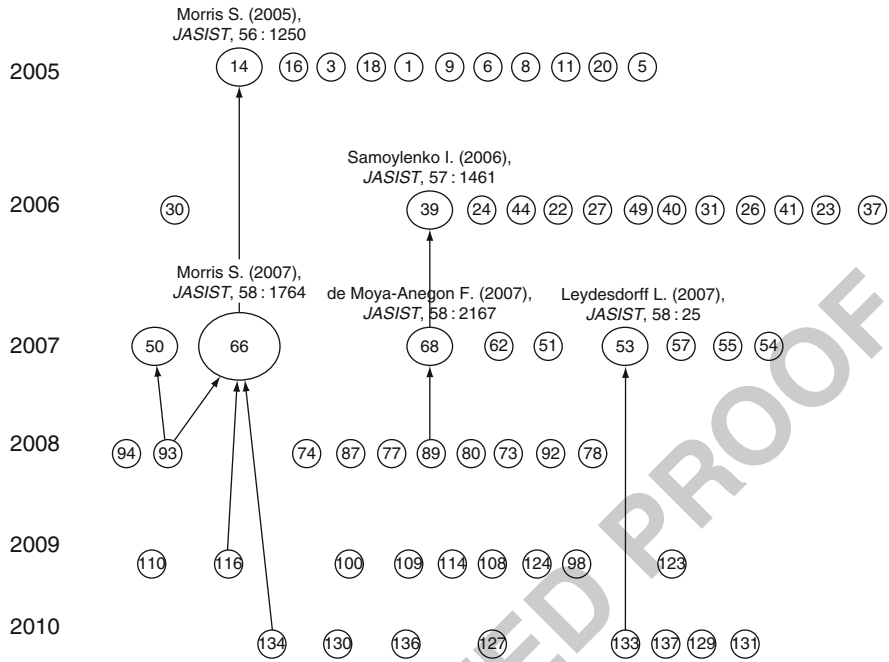 Morris S. (2005),
JASIST, 56 : 1250
2005
14 16 3 18 1 9 6 8 11 20 5
Samoylenko I. (2006),
JASIST, 57 : 1461
2006
30 39 24 44 22 27 49 40 31 26 41 23 37
Morris S. (2007),
JASIST, 58 : 1764
de Moya-Anegon F. (2007),
JASIST, 58 : 2167
Leydesdorff L. (2007),
JASIST, 58 : 25
2007
50 66 68 62 51 53 57 55 54
2008
94 93 74 87 77 89 80 73 92 78
2009
110 116 100 109 114 108 124 98 123
2010
134 130 136 127 133 137 129 131
PROOF